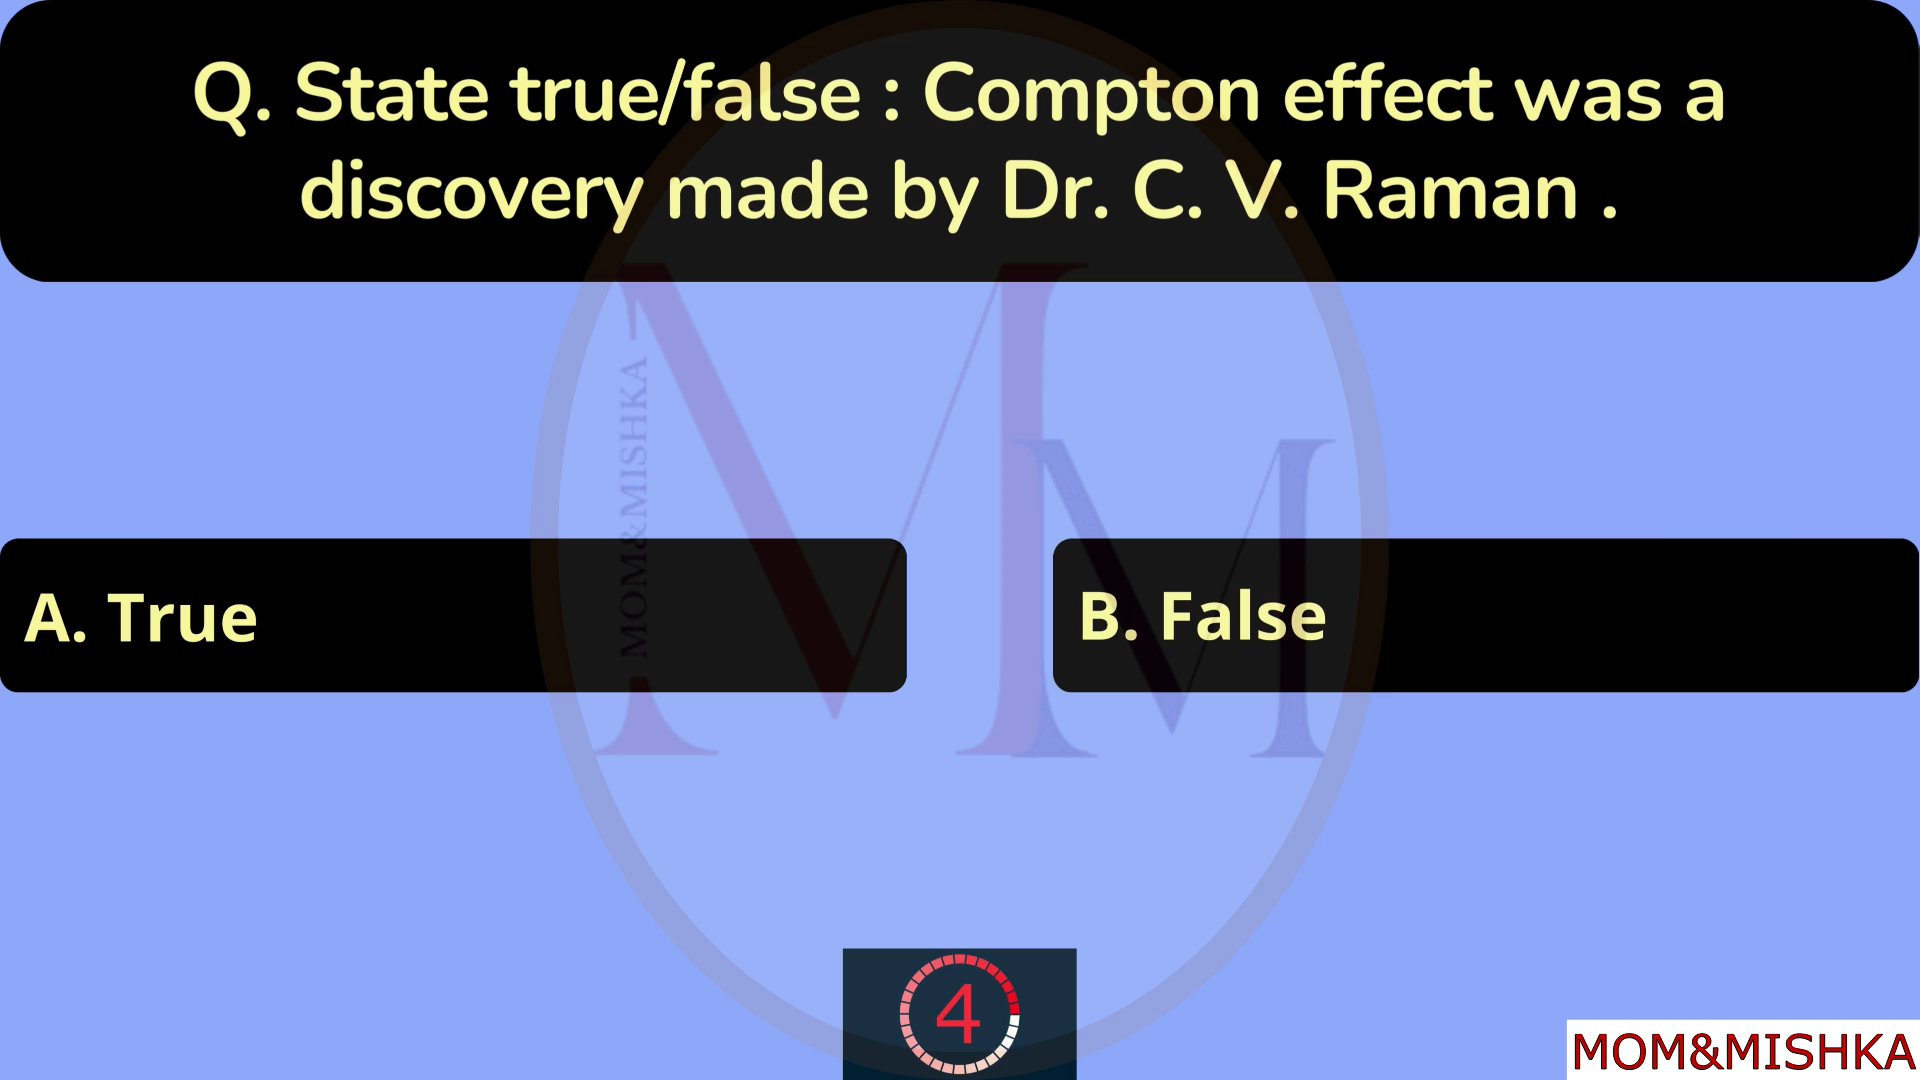 Q. State true/false : Compton effect was a
discovery made by Dr. C. V. Raman .
MOM&MISHKA
A. True
B. False
4
MOM&MISHKA